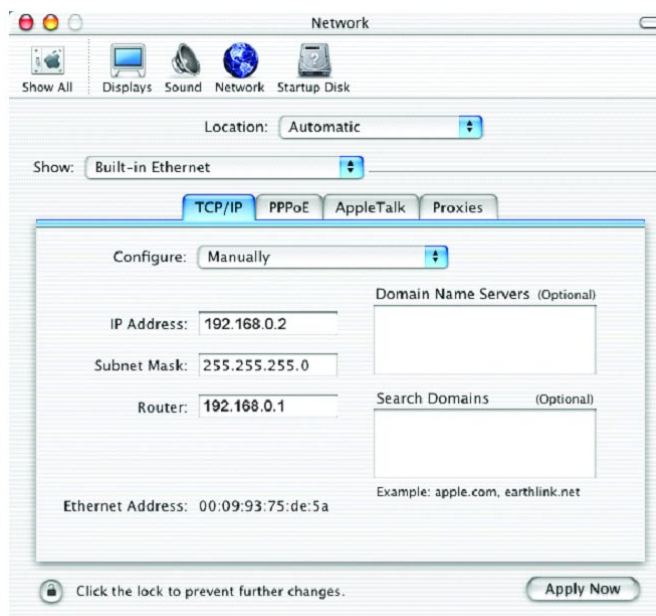 Network
Show All Displays Sound Network Startup Disk
Location: Automatic
Show: Built-in Ethernet
TCP/IP PPPoE AppleTalk Proxies
Configure: Manually
Domain Name Servers (Optional)
IP Address: 192.168.0.2
Subnet Mask: 255.255.255.0
Search Domains (Optional)
Router: 192.168.0.1
Example: apple.com, earthlink.net
Ethernet Address: 00:09:93:75:de:5a
Click the lock to prevent further changes.
Apply Now